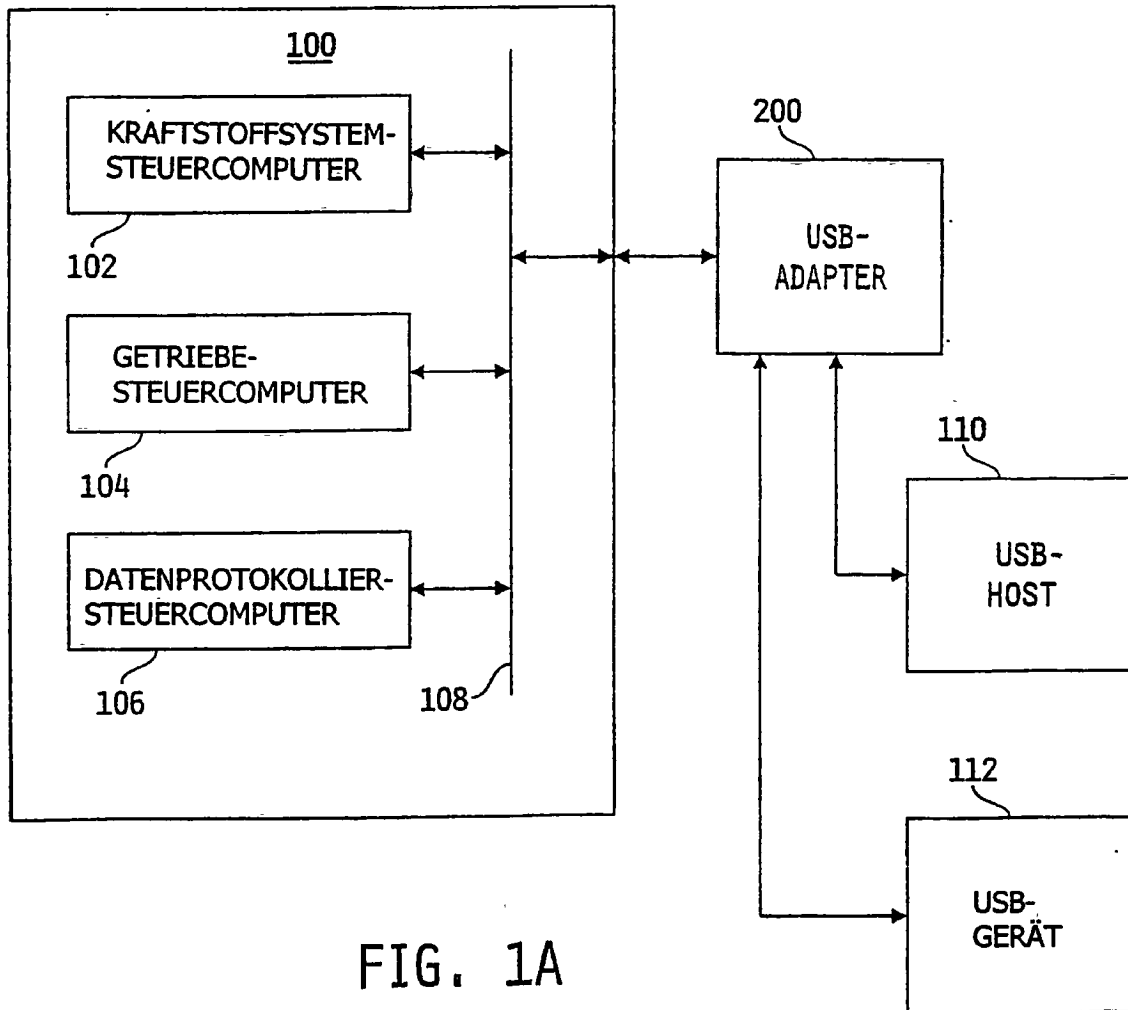 100
KRAFTSTOFFSYSTEM-
STEUERCOMPUTER
102
GETRIEBE-
STEUERCOMPUTER
104
DATENPROTOKOLLIER-
STEUERCOMPUTER
106
108
200
USB-
ADAPTER
110
USB-
HOST
112
USB-
GERÄT
FIG. 1A